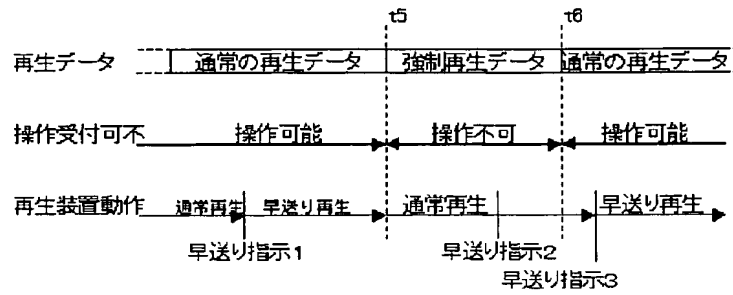 t5 t6
再生データ 通常の再生データ 強制再生データ 通常の再生データ
操作受付可不 操作可能 操作不可 操作可能
再生装置動作 通常再生 早送り再生 通常再生 早送り再生
早送り指示1 早送り指示2
早送り指示3